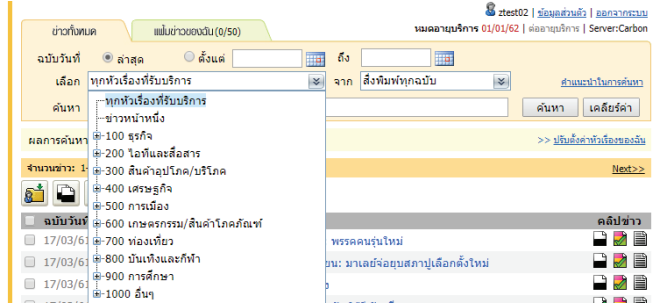 ztest02 | ข้อมูลส่วนตัว | ออกจากระบบ
ข่าวทั้งหมด แฟ้มข่าวของฉัน (0/50) หมดอายุบริการ 01/01/62 | ต่ออายุบริการ | Server:Carbon
ฉบับวันที่ ล่าสุด ตั้งแต่ ถึง
เลือก ทุกหัวเรื่องที่รับบริการ จาก สิ่งพิมพ์ทุกฉบับ คำแนะนำในการค้นหา
ค้นหา ค้นหา เคลียร์ค่า
ทุกหัวเรื่องที่รับบริการ
ข่าวหน้าหนึ่ง
100 ธุรกิจ
200 ไอทีและสื่อสาร
300 สินค้าอุปโภค/บริโภค
400 เศรษฐกิจ
500 การเมือง
600 เกษตรกรรม/สินค้าโภคภัณฑ์
700 ท่องเที่ยว
800 บันเทิงและกีฬา
900 การศึกษา
1000 อื่นๆ
ผลการค้นหา >> ปรับตั้งค่าหัวเรื่องของฉัน
จำนวนข่าว: 1- Next>>
ฉบับวันที่ คลิปข่าว
17/03/61 พรรคคนรุ่นใหม่
17/03/61 มาเลย์จ่อยุบสภาปูเลือกตั้งใหม่
17/03/61